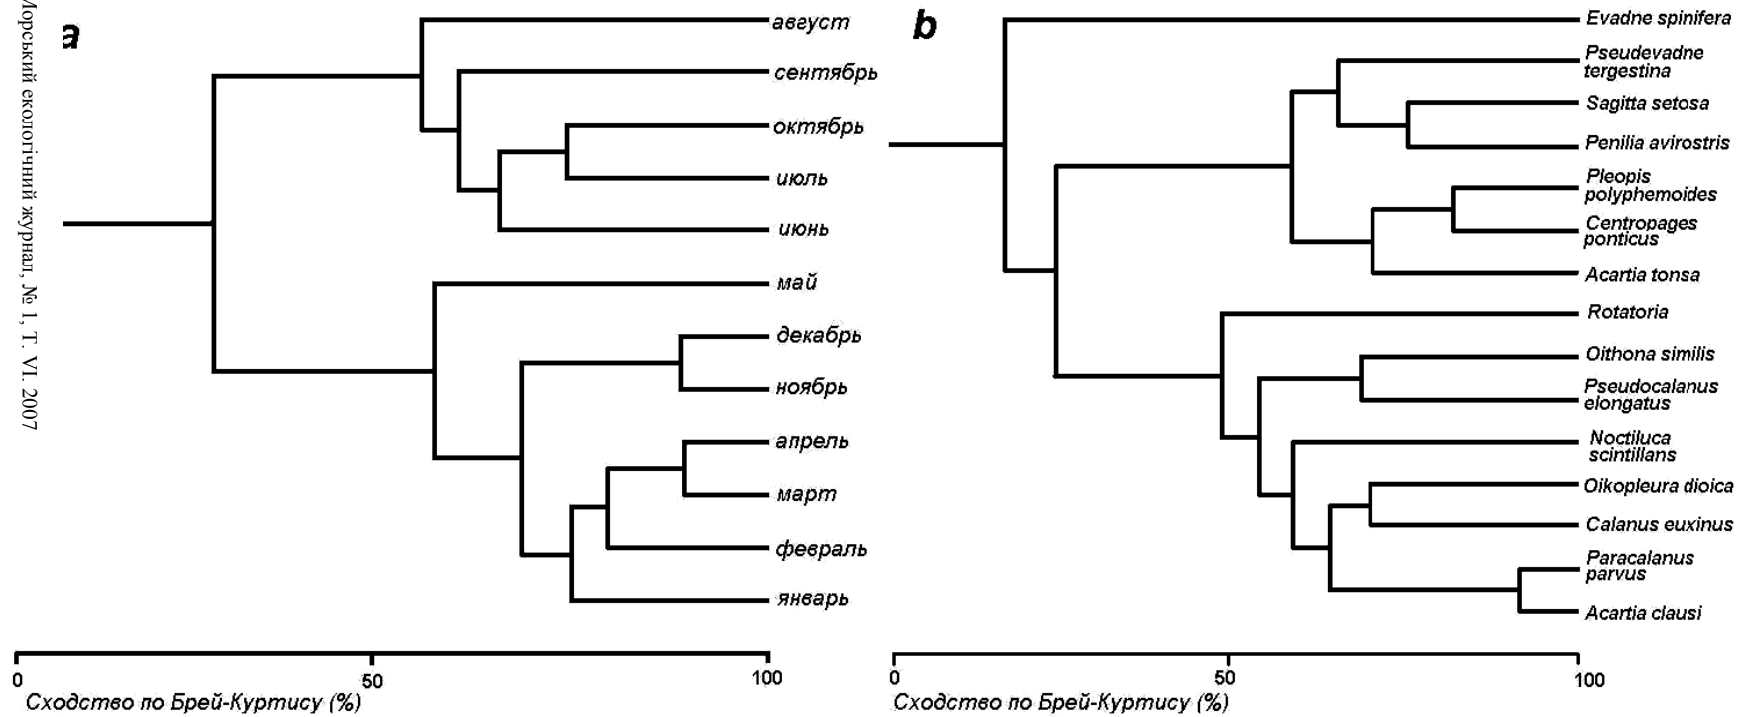 Морський екологічний журнал, № 1, Т. VI. 2007
a
август
сентябрь
октябрь
июль
июнь
май
декабрь
ноябрь
апрель
март
февраль
январь
0 50 100
Сходство по Брей-Куртису (%)
b
Evadne spinifera
Pseudevadne
tergestina
Sagitta setosa
Penilia avirostris
Pleopis
polyphemoides
Centropages
ponticus
Acartia tonsa
Rotatoria
Oithona similis
Pseudocalanus
elongatus
Noctiluca
scintillans
Oikopleura dioica
Calanus euxinus
Paracalanus
parvus
Acartia clausi
0 50 100
Сходство по Брей-Куртису (%)